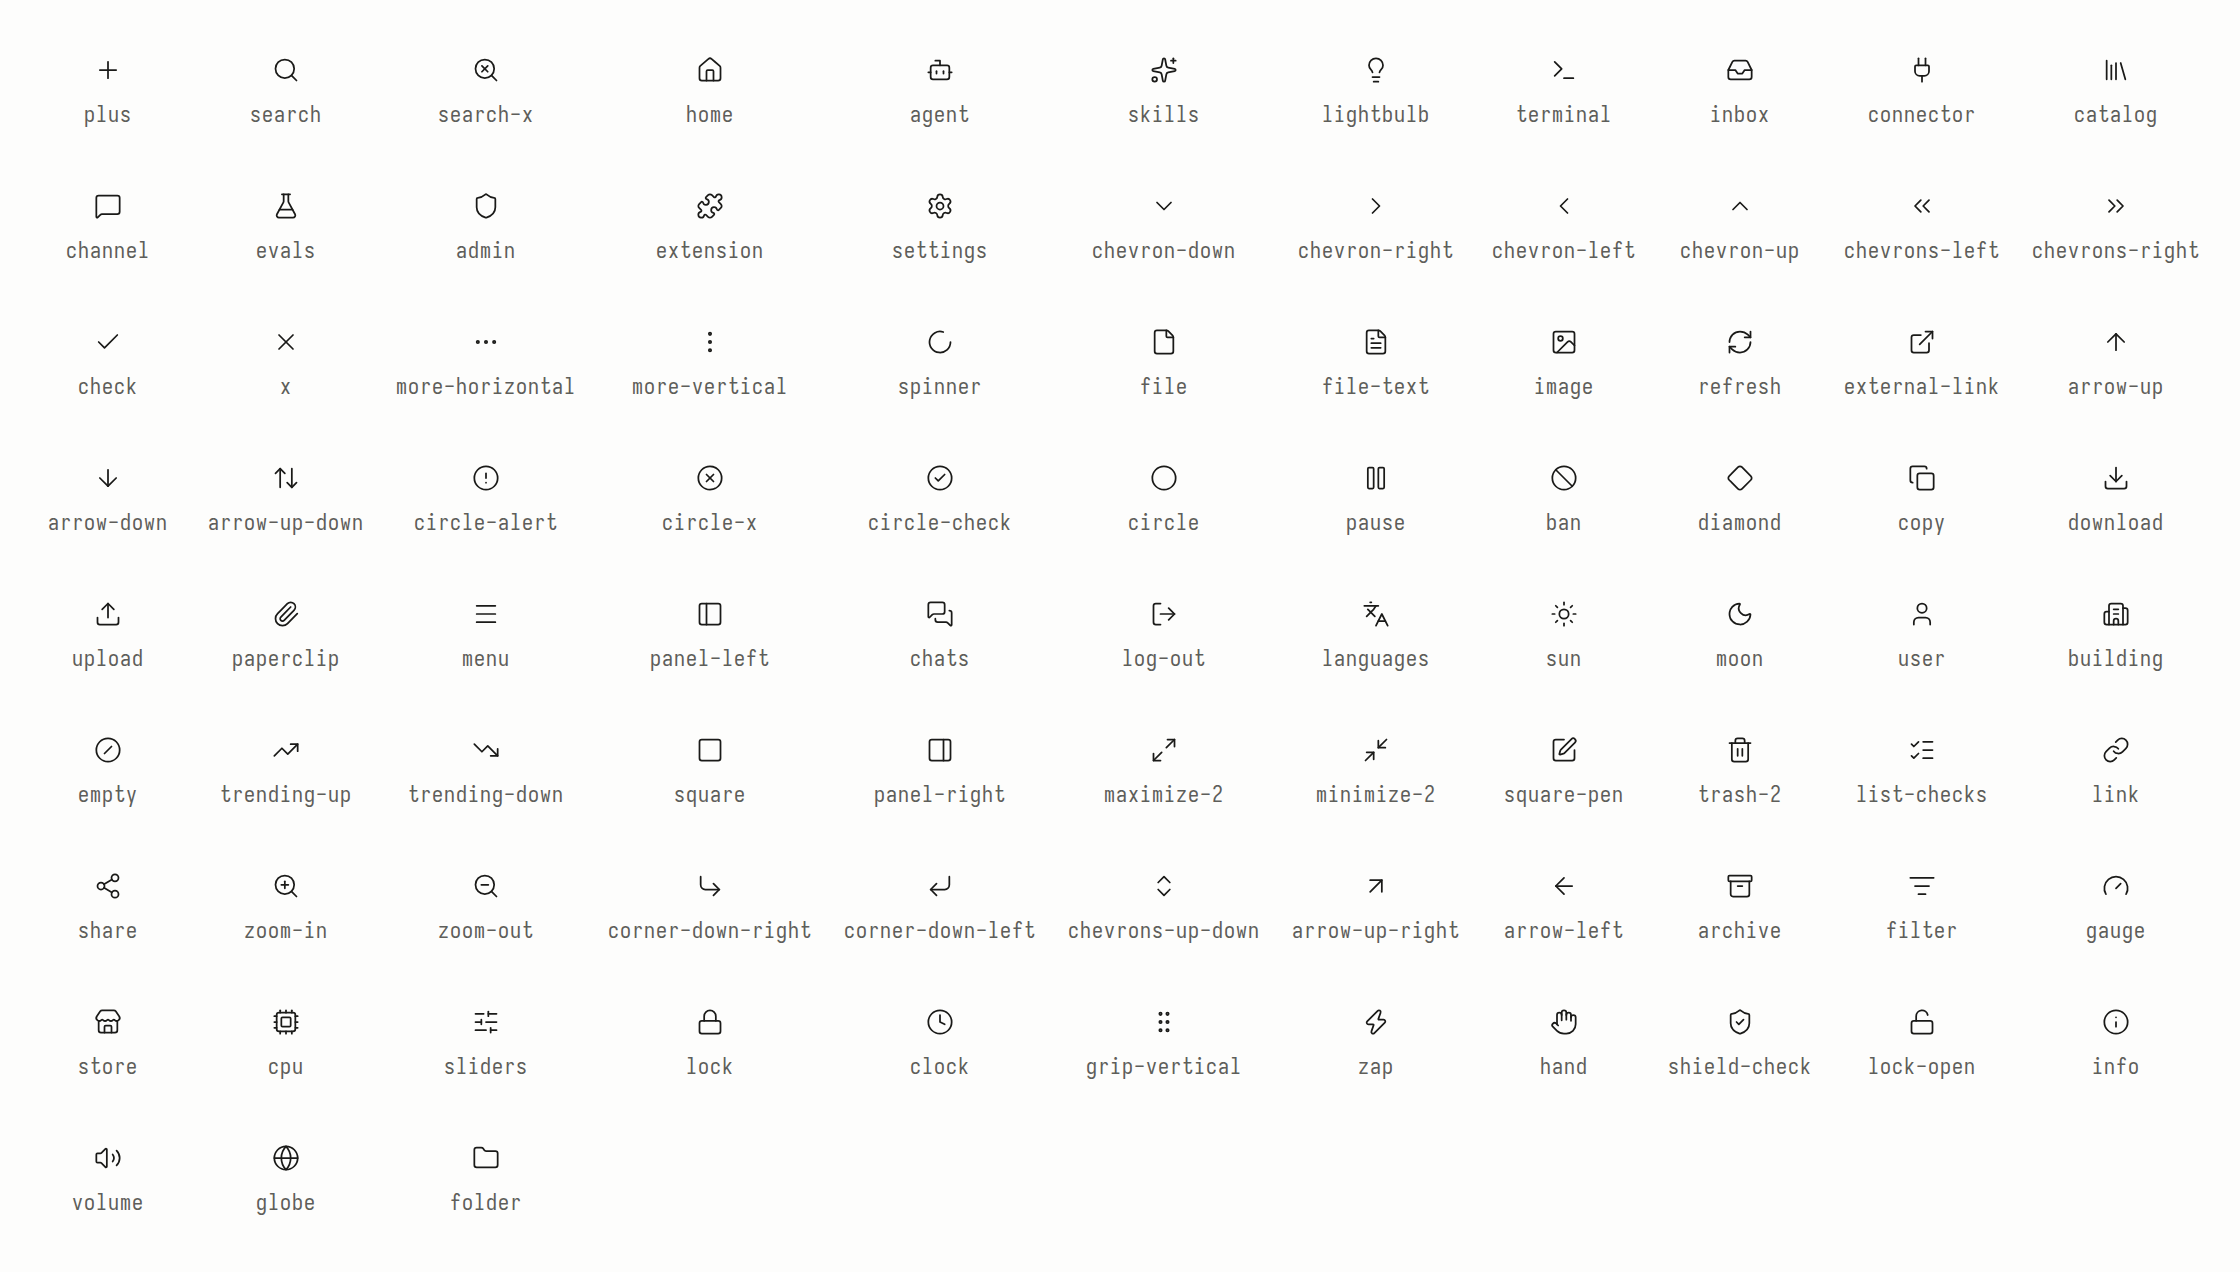 plus search search-x home agent skills lightbulb terminal inbox connector catalog
channel evals admin extension settings chevron-down chevron-right chevron-left chevron-up chevrons-left chevrons-right
check x more-horizontal more-vertical spinner file file-text image refresh external-link arrow-up
arrow-down arrow-up-down circle-alert circle-x circle-check circle pause ban diamond copy download
upload paperclip menu panel-left chats log-out languages sun moon user building
empty trending-up trending-down square panel-right maximize-2 minimize-2 square-pen trash-2 list-checks link
share zoom-in zoom-out corner-down-right corner-down-left chevrons-up-down arrow-up-right arrow-left archive filter gauge
store cpu sliders lock clock grip-vertical zap hand shield-check lock-open info
volume globe folder